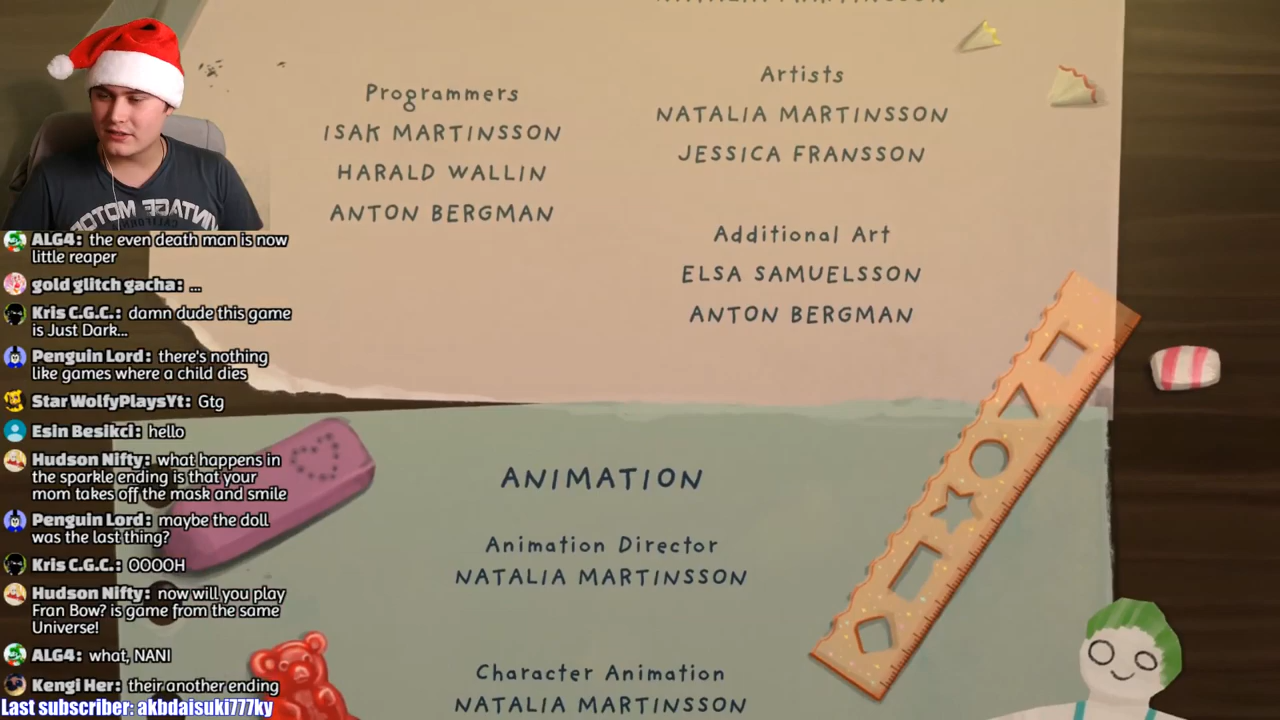 NATALIA MARTINSSON
Programmers
ISAK MARTINSSON
HARALD WALLIN
ANTON BERGMAN
Artists
NATALIA MARTINSSON
JESSICA FRANSSON
Additional Art
ELSA SAMUELSSON
ANTON BERGMAN
ANIMATION
Animation Director
NATALIA MARTINSSON
Character Animation
NATALIA MARTINSSON
VINTAGE MOTOR
ALG4: the even death man is now
little reaper
gold glitch gacha: ...
Kris C.G.C.: damn dude this game
is Just Dark...
Penguin Lord: there's nothing
like games where a child dies
Star WolfyPlaysYt: Gtg
Esin Besikci: hello
Hudson Nifty: what happens in
the sparkle ending is that your
mom takes off the mask and smile
Penguin Lord: maybe the doll
was the last thing?
Kris C.G.C.: OOOOH
Hudson Nifty: now will you play
Fran Bow? is game from the same
Universe!
ALG4: what, NANI
Kengi Her: their another ending
Last subscriber: akbdaisuki777ky